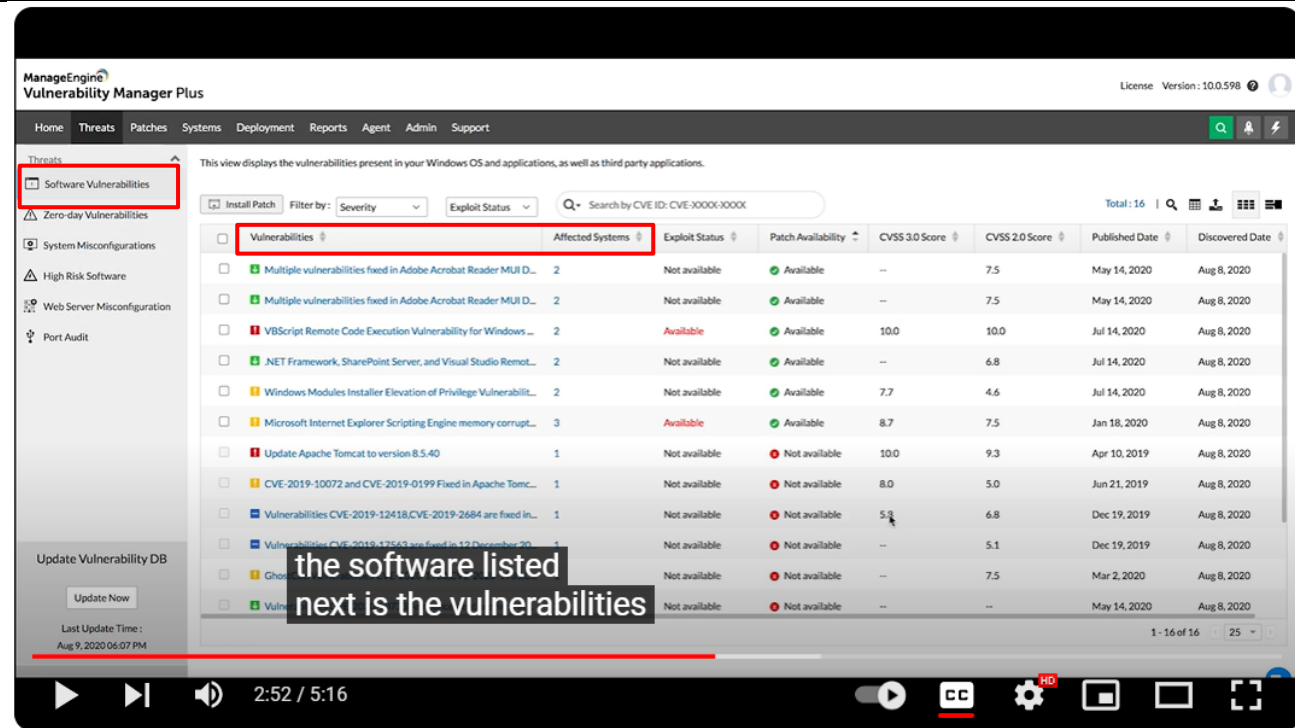 ManageEngine
Vulnerability Manager Plus
License Version : 10.0.598
Home Threats Patches Systems Deployment Reports Agent Admin Support
Threats
Software Vulnerabilities
Zero-day Vulnerabilities
System Misconfigurations
High Risk Software
Web Server Misconfiguration
Port Audit
Update Vulnerability DB
Update Now
Last Update Time :
Aug 9, 2020 06:07 PM
This view displays the vulnerabilities present in your Windows OS and applications, as well as third party applications.
Install Patch Filter by : Severity Exploit Status Search by CVE ID: CVE-XXXX-XXXX Total : 16
Vulnerabilities Affected Systems Exploit Status Patch Availability CVSS 3.0 Score CVSS 2.0 Score Published Date Discovered Date
Multiple vulnerabilities fixed in Adobe Acrobat Reader MUI D... 2 Not available Available -- 7.5 May 14, 2020 Aug 8, 2020
Multiple vulnerabilities fixed in Adobe Acrobat Reader MUI D... 2 Not available Available -- 7.5 May 14, 2020 Aug 8, 2020
VBScript Remote Code Execution Vulnerability for Windows ... 2 Available Available 10.0 10.0 Jul 14, 2020 Aug 8, 2020
.NET Framework, SharePoint Server, and Visual Studio Remot... 2 Not available Available -- 6.8 Jul 14, 2020 Aug 8, 2020
Windows Modules Installer Elevation of Privilege Vulnerabilit... 2 Not available Available 7.7 4.6 Jul 14, 2020 Aug 8, 2020
Microsoft Internet Explorer Scripting Engine memory corrupt... 3 Available Available 8.7 7.5 Jan 18, 2020 Aug 8, 2020
Update Apache Tomcat to version 8.5.40 1 Not available Not available 10.0 9.3 Apr 10, 2019 Aug 8, 2020
CVE-2019-10072 and CVE-2019-0199 Fixed in Apache Tomc... 1 Not available Not available 8.0 5.0 Jun 21, 2019 Aug 8, 2020
Vulnerabilities CVE-2019-12418,CVE-2019-2684 are fixed in... 1 Not available Not available 6.8 Dec 19, 2019 Aug 8, 2020
Vulnerabilities CVE-2019-17563 are fixed in 12 December 20... Not available Not available -- 5.1 Dec 19, 2019 Aug 8, 2020
Not available Not available -- 7.5 Mar 2, 2020 Aug 8, 2020
Not available Not available -- -- May 14, 2020 Aug 8, 2020
the software listed
next is the vulnerabilities
1 - 16 of 16 25
2:52 / 5:16 CC HD